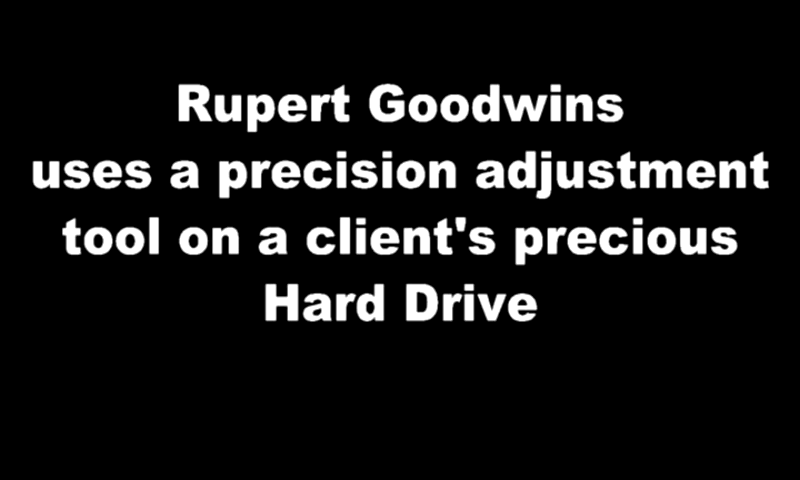 Rupert Goodwins
uses a precision adjustment
tool on a client's precious
Hard Drive